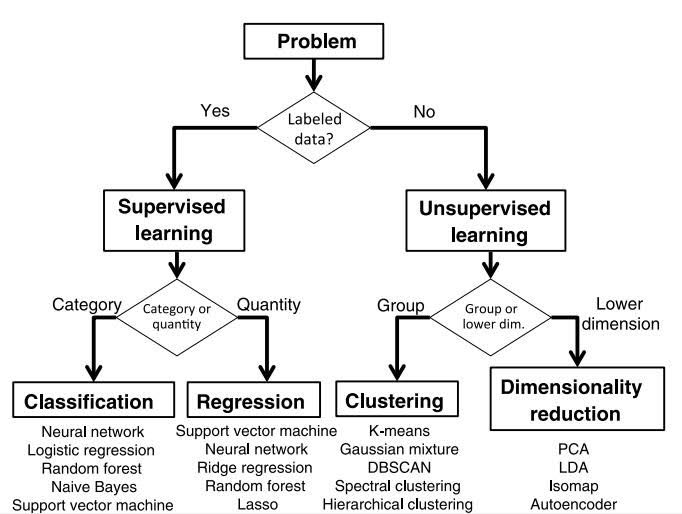 Problem
Yes
No
Labeled
data?
Supervised
learning
Unsupervised
learning
Category
Category or
quantity
Quantity
Group
Group or
lower dim.
Lower
dimension
Classification
Neural network
Logistic regression
Random forest
Naive Bayes
Support vector machine
Regression
Support vector machine
Neural network
Ridge regression
Random forest
Lasso
Clustering
K-means
Gaussian mixture
DBSCAN
Spectral clustering
Hierarchical clustering
Dimensionality
reduction
PCA
LDA
Isomap
Autoencoder